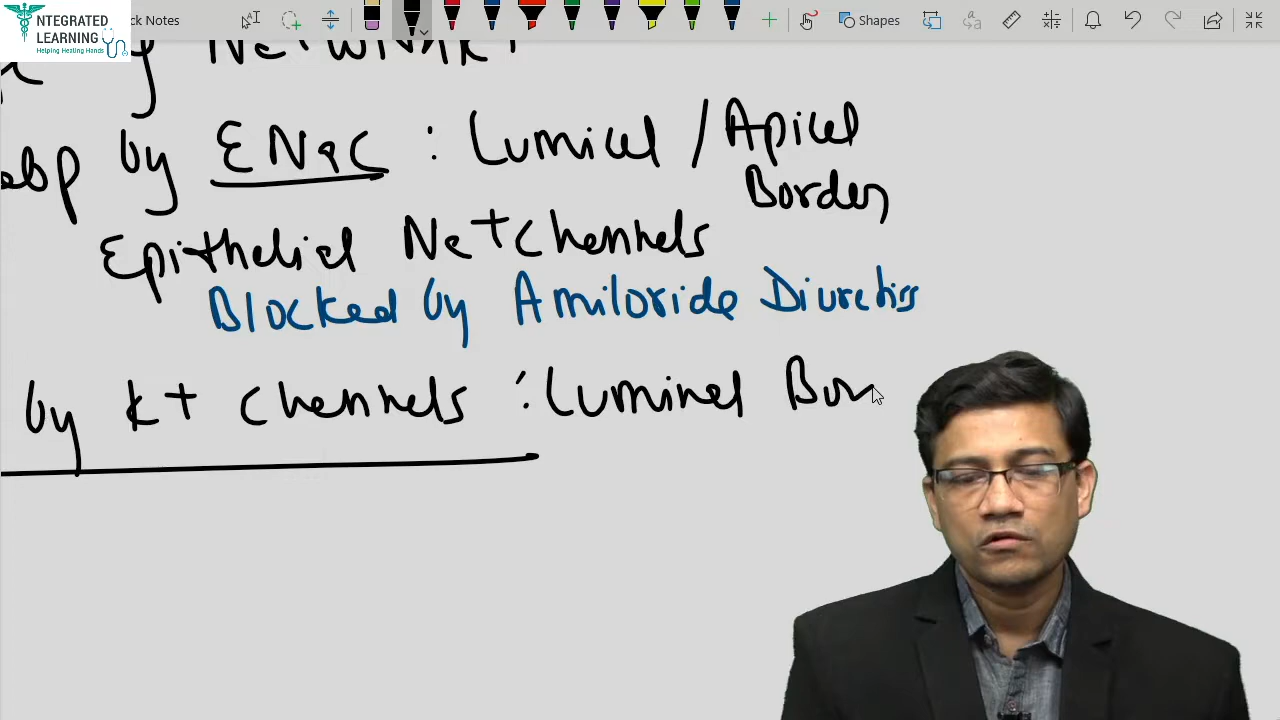 NTEGRATED
LEARNING
Helping Healing Hands
ck Notes
Shapes
by ENaC : Luminal / Apical
Border
Epithelial Na+ Channels
Blocked by Amiloride Diuretics
by K+ Channels : Luminal Bor